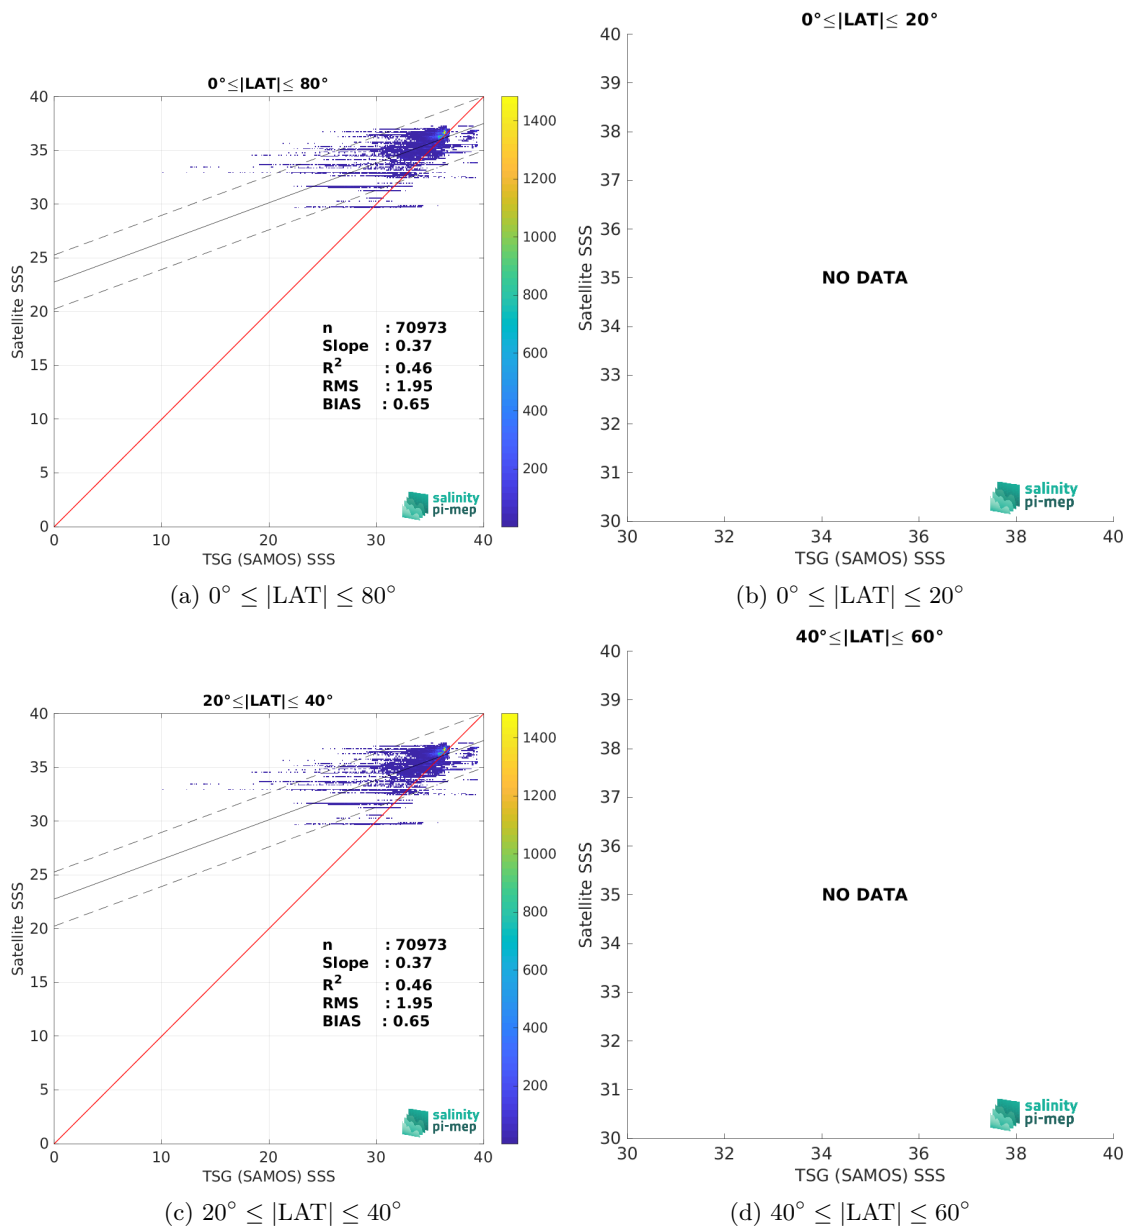 0°≤|LAT|≤ 80°
Satellite SSS
40
35
30
25
20
15
10
5
0
0 10 20 30 40
TSG (SAMOS) SSS
n : 70973
Slope : 0.37
R² : 0.46
RMS : 1.95
BIAS : 0.65
salinity
pi-mep
1400
1200
1000
800
600
400
200
(a) 0° ≤ |LAT| ≤ 80°
0°≤|LAT|≤ 20°
Satellite SSS
40
39
38
37
36
35
34
33
32
31
30
NO DATA
salinity
pi-mep
30 32 34 36 38 40
TSG (SAMOS) SSS
(b) 0° ≤ |LAT| ≤ 20°
20°≤|LAT|≤ 40°
Satellite SSS
40
35
30
25
20
15
10
5
0
0 10 20 30 40
TSG (SAMOS) SSS
n : 70973
Slope : 0.37
R² : 0.46
RMS : 1.95
BIAS : 0.65
salinity
pi-mep
1400
1200
1000
800
600
400
200
(c) 20° ≤ |LAT| ≤ 40°
40°≤|LAT|≤ 60°
Satellite SSS
40
39
38
37
36
35
34
33
32
31
30
NO DATA
salinity
pi-mep
30 32 34 36 38 40
TSG (SAMOS) SSS
(d) 40° ≤ |LAT| ≤ 60°